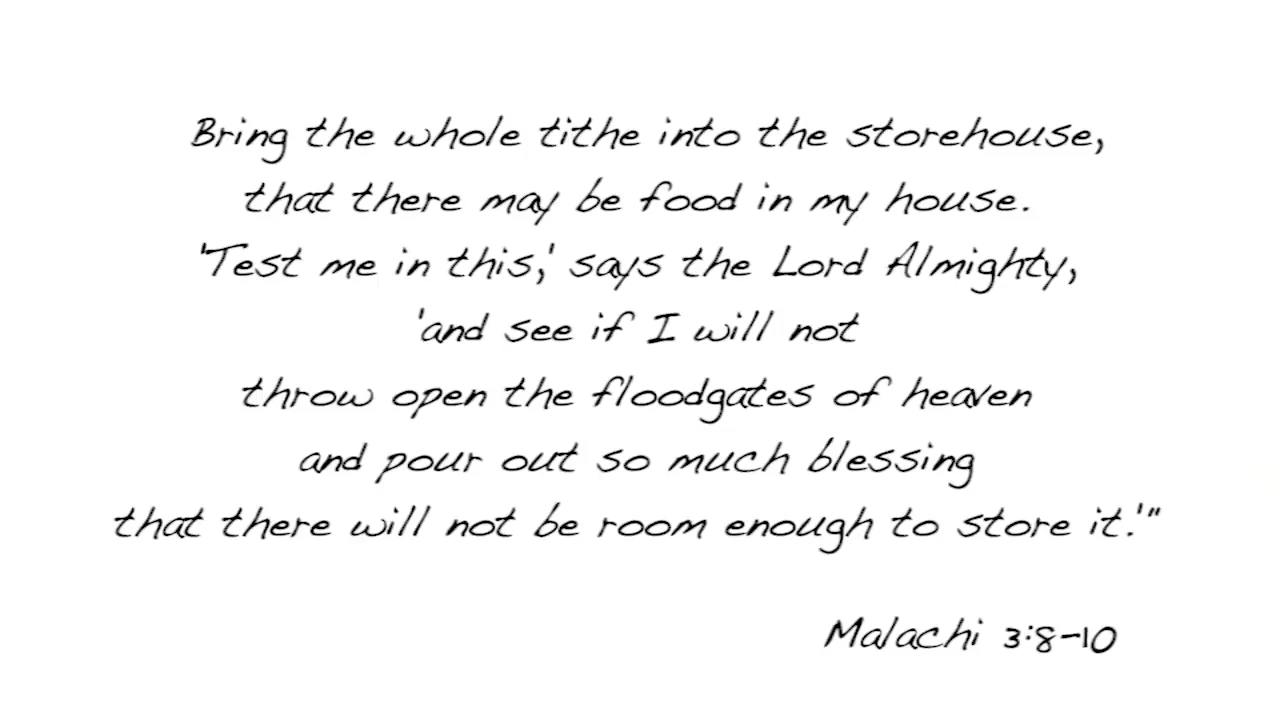 Bring the whole tithe into the storehouse,
that there may be food in my house.
'Test me in this,' says the Lord Almighty,
'and see if I will not
throw open the floodgates of heaven
and pour out so much blessing
that there will not be room enough to store it.'"
Malachi 3:8-10